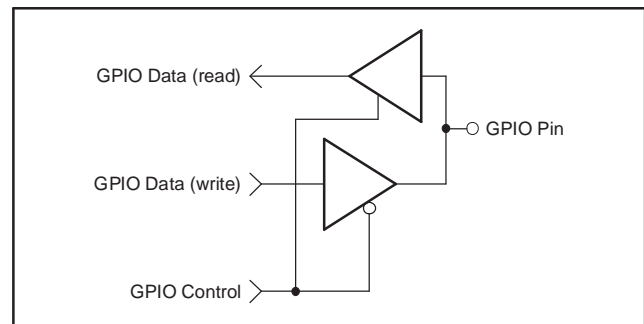 GPIO Data (read)
GPIO Pin
GPIO Data (write)
GPIO Control